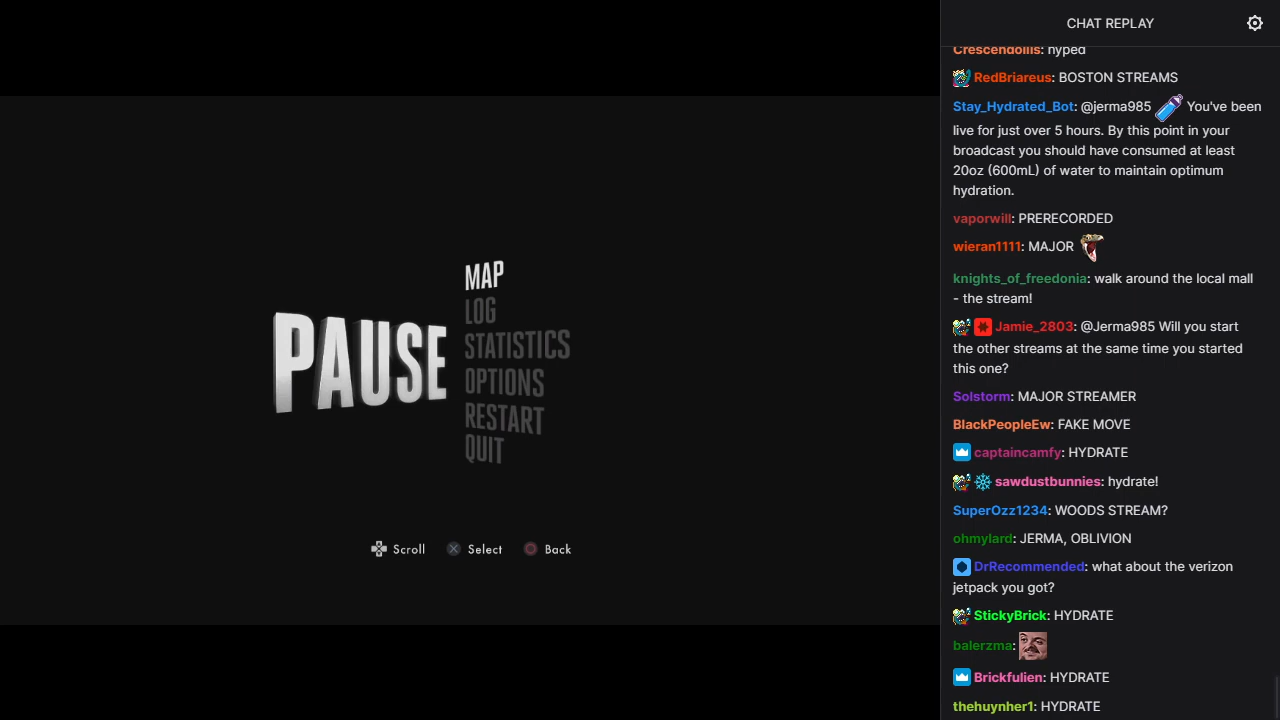 PAUSE
MAP
LOG
STATISTICS
OPTIONS
RESTART
QUIT
Scroll
Select
Back
CHAT REPLAY
Crescendolls: hyped
RedBriareus: BOSTON STREAMS
Stay_Hydrated_Bot: @jerma985 You've been
live for just over 5 hours. By this point in your
broadcast you should have consumed at least
20oz (600mL) of water to maintain optimum
hydration.
vaporwill: PRERECORDED
wieran1111: MAJOR
knights_of_freedonia: walk around the local mall
- the stream!
Jamie_2803: @Jerma985 Will you start
the other streams at the same time you started
this one?
Solstorm: MAJOR STREAMER
BlackPeopleEw: FAKE MOVE
captaincamfy: HYDRATE
sawdustbunnies: hydrate!
SuperOzz1234: WOODS STREAM?
ohmylard: JERMA, OBLIVION
DrRecommended: what about the verizon
jetpack you got?
StickyBrick: HYDRATE
balerzma:
Brickfulien: HYDRATE
thehuynher1: HYDRATE